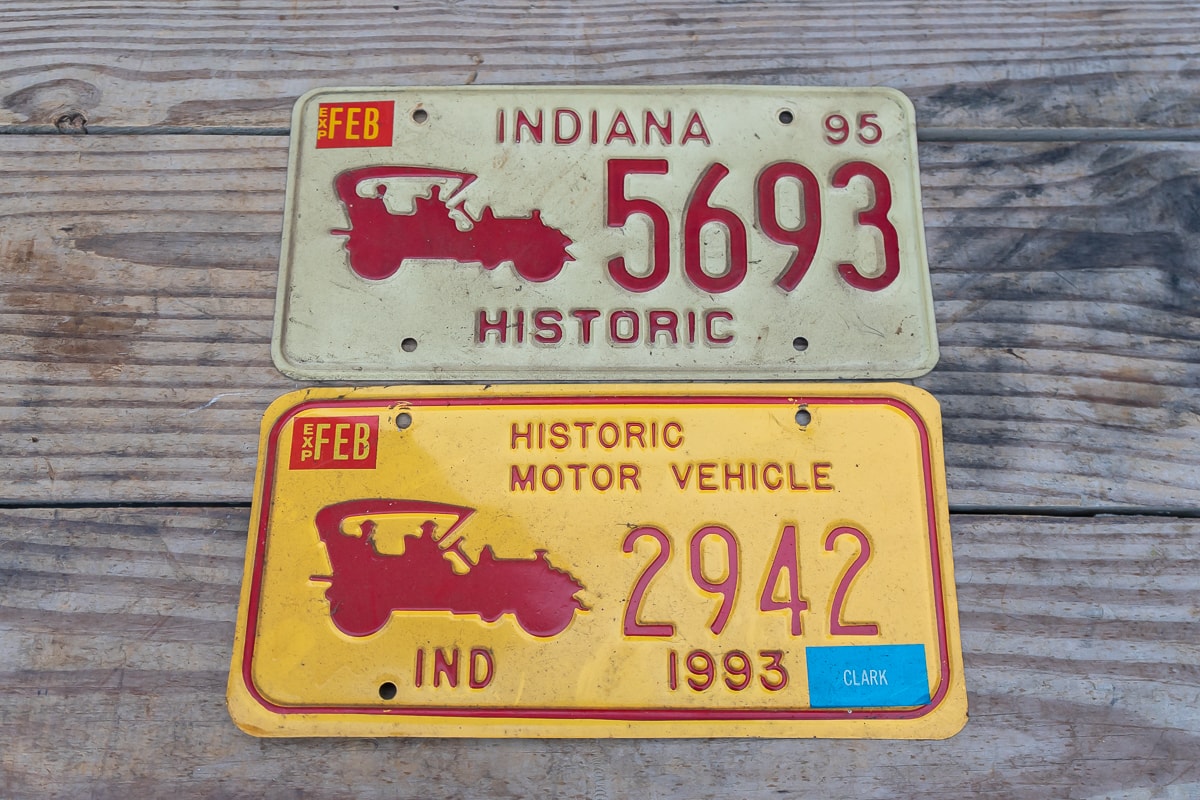 EXP FEB
INDIANA
95
5693
HISTORIC
EXP FEB
HISTORIC
MOTOR VEHICLE
2942
IND
1993
CLARK